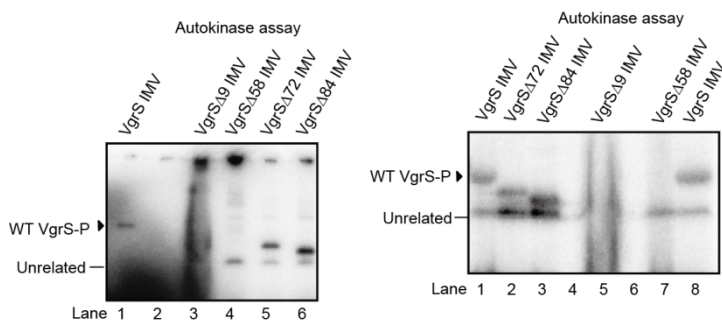 Autokinase assay
VgrS IMV
VgrSΔ9 IMV
VgrSΔ58 IMV
VgrSΔ72 IMV
VgrSΔ84 IMV
WT VgrS-P
Unrelated
Lane 1 2 3 4 5 6
Autokinase assay
VgrS IMV
VgrSΔ72 IMV
VgrSΔ84 IMV
VgrSΔ9 IMV
VgrSΔ58 IMV
VgrS IMV
WT VgrS-P
Unrelated
Lane 1 2 3 4 5 6 7 8